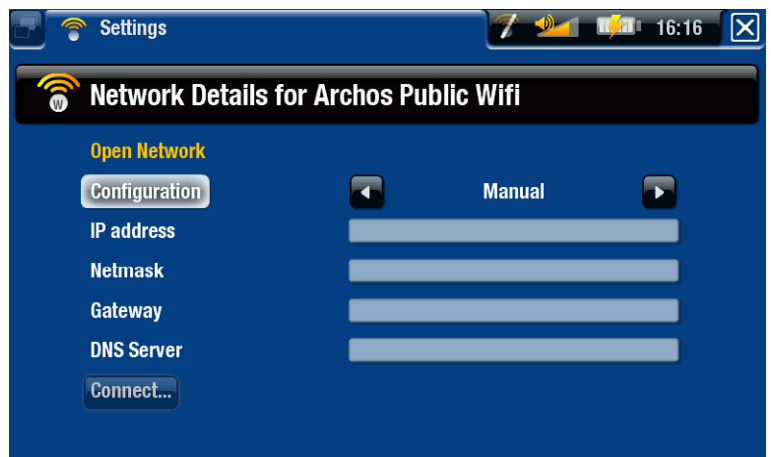 Settings 16:16
W Network Details for Archos Public Wifi
Open Network
Configuration Manual
IP address
Netmask
Gateway
DNS Server
Connect...